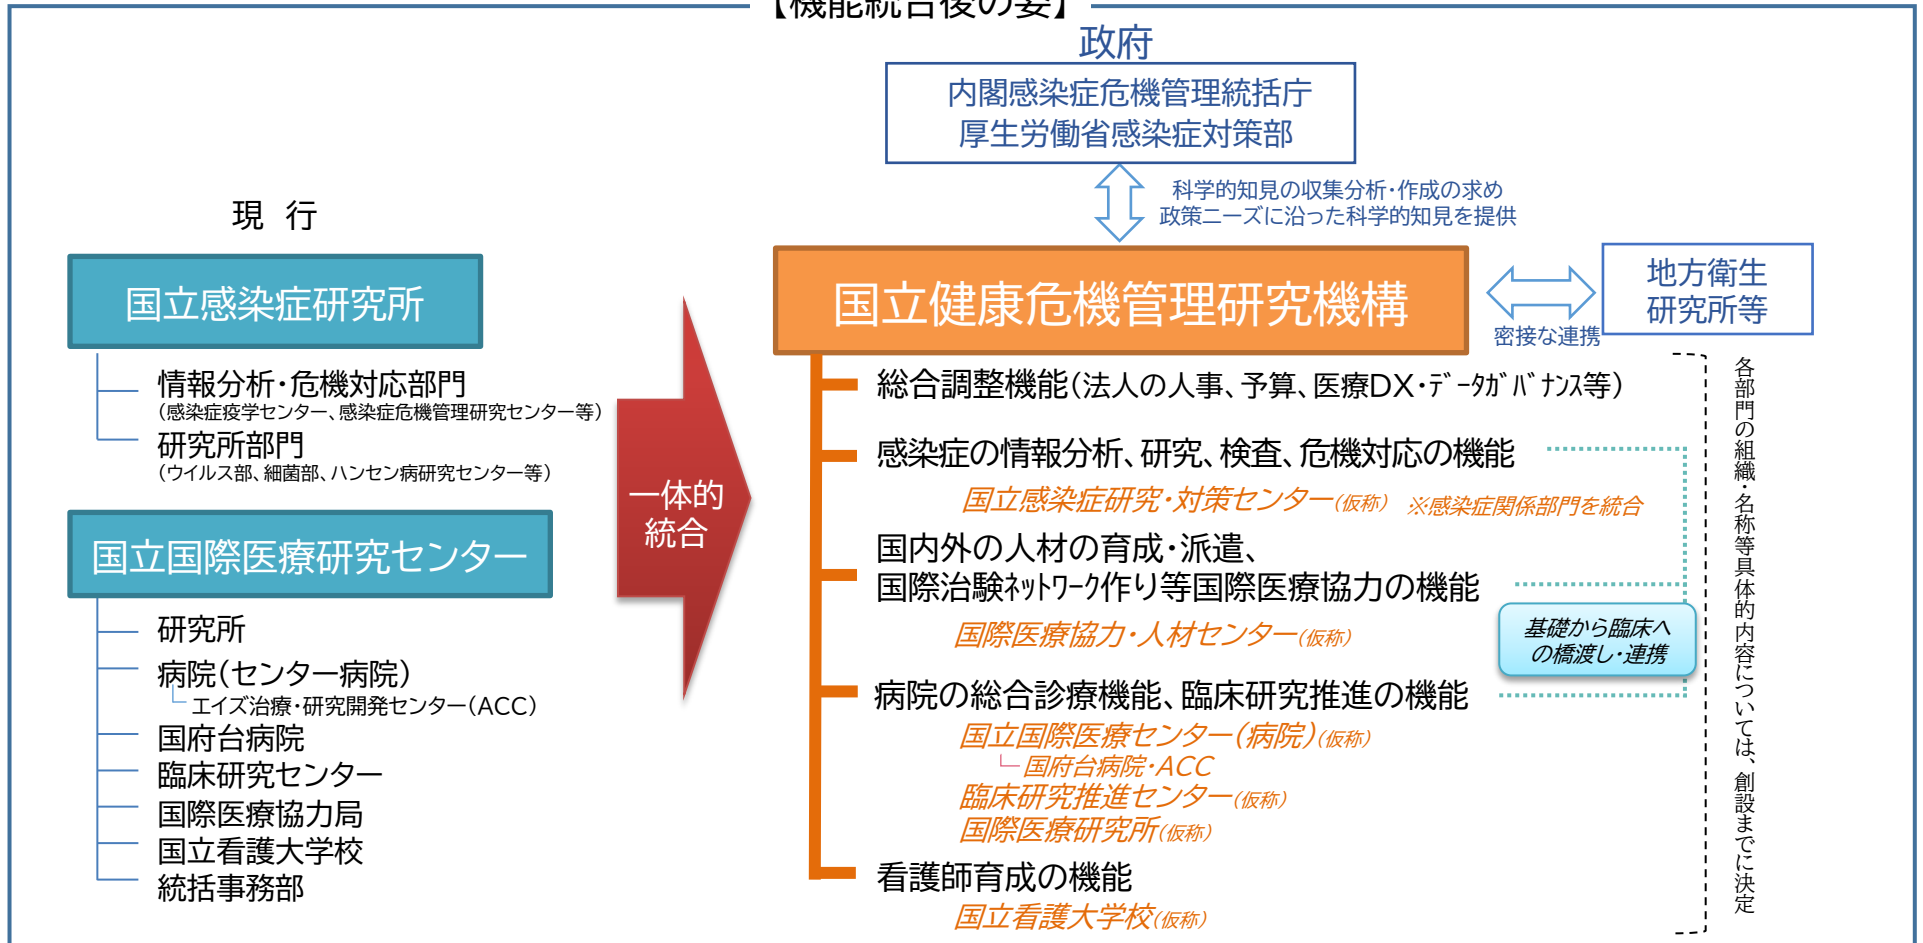 【機能統合後の姿】
政府
内閣感染症危機管理統括庁
厚生労働省感染症対策部
科学的知見の収集分析・作成の求め
政策ニーズに沿った科学的知見を提供
現 行
国立感染症研究所
情報分析・危機対応部門
(感染症疫学センター、感染症危機管理研究センター等)
研究所部門
(ウイルス部、細菌部、ハンセン病研究センター等)
国立国際医療研究センター
研究所
病院(センター病院)
エイズ治療・研究開発センター(ACC)
国府台病院
臨床研究センター
国際医療協力局
国立看護大学校
統括事務部
一体的
統合
国立健康危機管理研究機構
密接な連携
地方衛生
研究所等
総合調整機能(法人の人事、予算、医療DX・ﾃﾞｰﾀｶﾞﾊﾞﾅﾝｽ等)
感染症の情報分析、研究、検査、危機対応の機能
国立感染症研究・対策センター(仮称) ※感染症関係部門を統合
国内外の人材の育成・派遣、
国際治験ﾈｯﾄﾜｰｸ作り等国際医療協力の機能
国際医療協力・人材センター(仮称)
基礎から臨床へ
の橋渡し・連携
病院の総合診療機能、臨床研究推進の機能
国立国際医療センター(病院)(仮称)
国府台病院・ACC
臨床研究推進センター(仮称)
国際医療研究所(仮称)
看護師育成の機能
国立看護大学校(仮称)
各部門の組織・名称等具体的内容については、創設までに決定